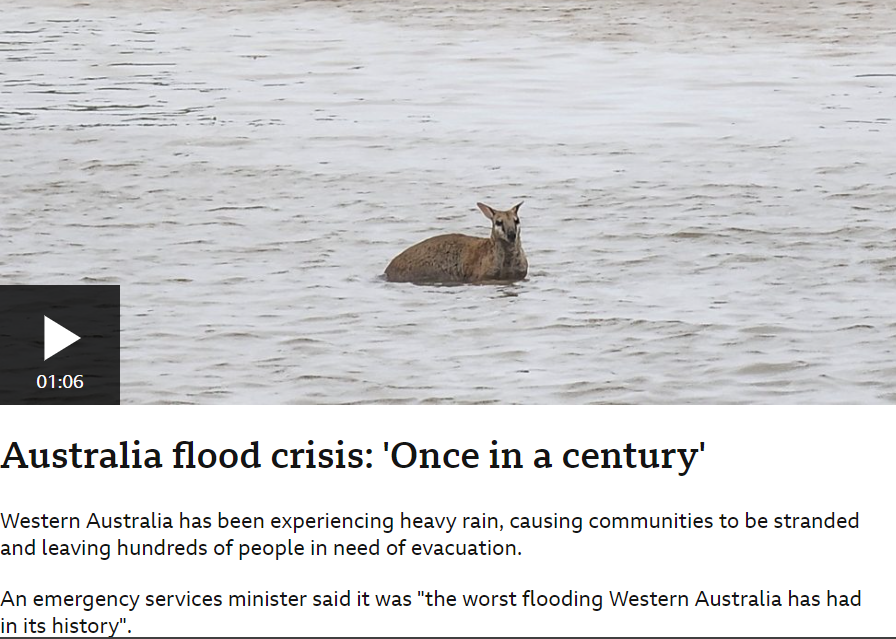 01:06
Australia flood crisis: 'Once in a century'
Western Australia has been experiencing heavy rain, causing communities to be stranded
and leaving hundreds of people in need of evacuation.
An emergency services minister said it was "the worst flooding Western Australia has had
in its history".